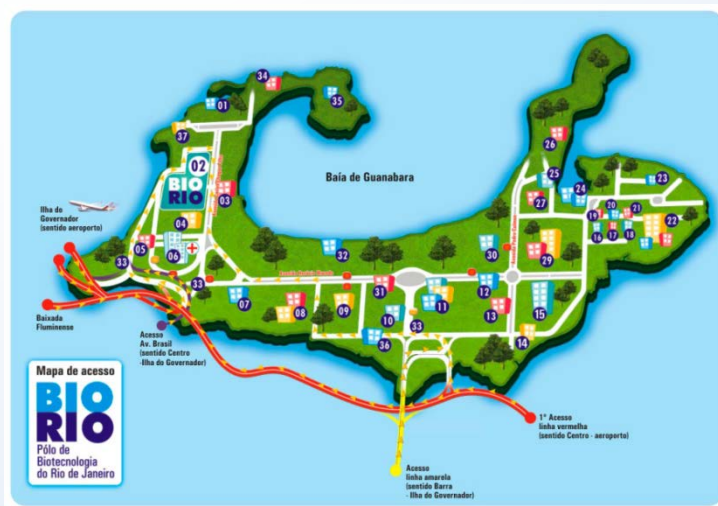 34
01
35
37
02
BIO
RIO
Baía de Guanabara
26
25
24
23
27
20
21
19
22
16
17
18
03
04
05
06
33
Ilha do
Governador
(sentido aeroporto)
32
30
29
33
31
07
08
09
10
11
12
13
15
33
36
14
Baixada
Fluminense
Acesso
Av. Brasil
(sentido Centro
-Ilha do Governador)
Mapa de acesso
BIO
RIO
Pólo de
Biotecnologia
do Rio de Janeiro
1º Acesso
linha vermelha
(sentido Centro - aeroporto)
Acesso
linha amarela
(sentido Barra
- Ilha do Governador)